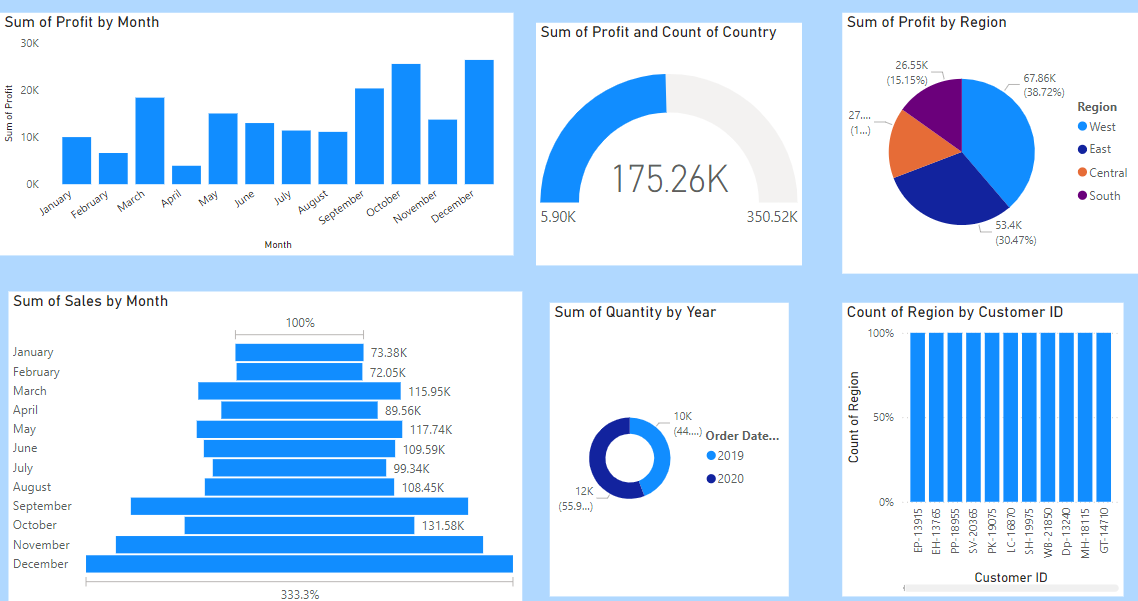 Sum of Profit by Month
30K
20K
10K
0K
Sum of Profit
January
February
March
April
May
June
July
August
September
October
November
December
Month
Sum of Profit and Count of Country
175.26K
5.90K
350.52K
Sum of Profit by Region
26.55K
(15.15%)
67.86K
(38.72%)
27....
(1...)
53.4K
(30.47%)
Region
West
East
Central
South
Sum of Sales by Month
100%
January
73.38K
February
72.05K
March
115.95K
April
89.56K
May
117.74K
June
109.59K
July
99.34K
August
108.45K
September
October
131.58K
November
December
333.3%
Sum of Quantity by Year
10K
(44....)
12K
(55.9...)
Order Date...
2019
2020
Count of Region by Customer ID
100%
50%
0%
Count of Region
EP-13915
EH-13765
PP-18955
SV-20365
PK-19075
LC-16870
SH-19975
WB-21850
Dp-13240
MH-18115
GT-14710
Customer ID